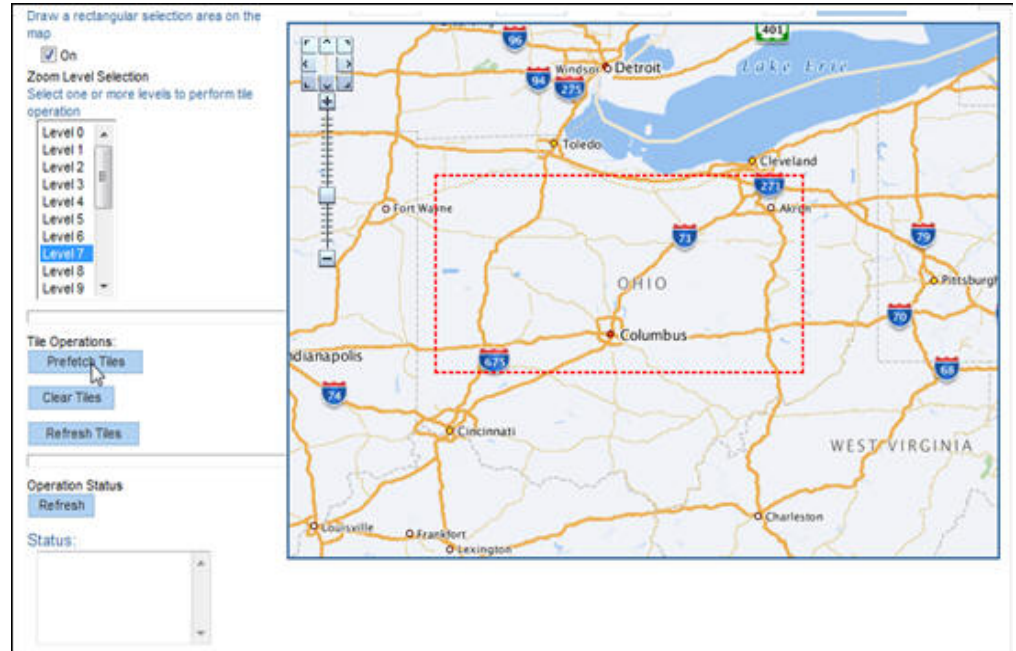 Draw a rectangular selection area on the
map
On
Zoom Level Selection
Select one or more levels to perform tile
operation
Level 0
Level 1
Level 2
Level 3
Level 4
Level 5
Level 6
Level 7
Level 8
Level 9
Tile Operations:
Prefetch Tiles
Clear Tiles
Refresh Tiles
Operation Status
Refresh
Status:
96
401
Windsor
Detroit
Lake Erie
94
275
Toledo
Cleveland
271
Fort Wayne
Akron
71
79
OHIO
Pittsburgh
70
Columbus
dianapolis
675
68
74
Cincinnati
WEST VIRGINIA
Charleston
Louisville
Frankfort
Lexington